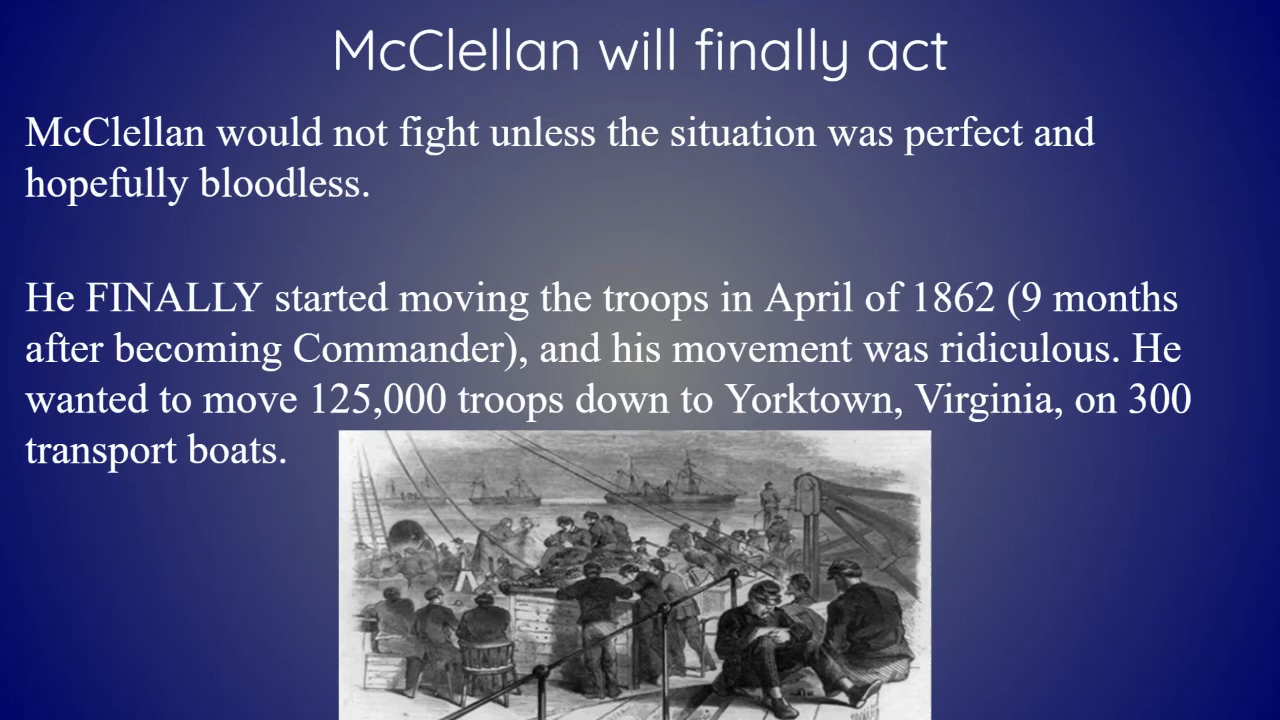 McClellan will finally act
McClellan would not fight unless the situation was perfect and
hopefully bloodless.
He FINALLY started moving the troops in April of 1862 (9 months
after becoming Commander), and his movement was ridiculous. He
wanted to move 125,000 troops down to Yorktown, Virginia, on 300
transport boats.